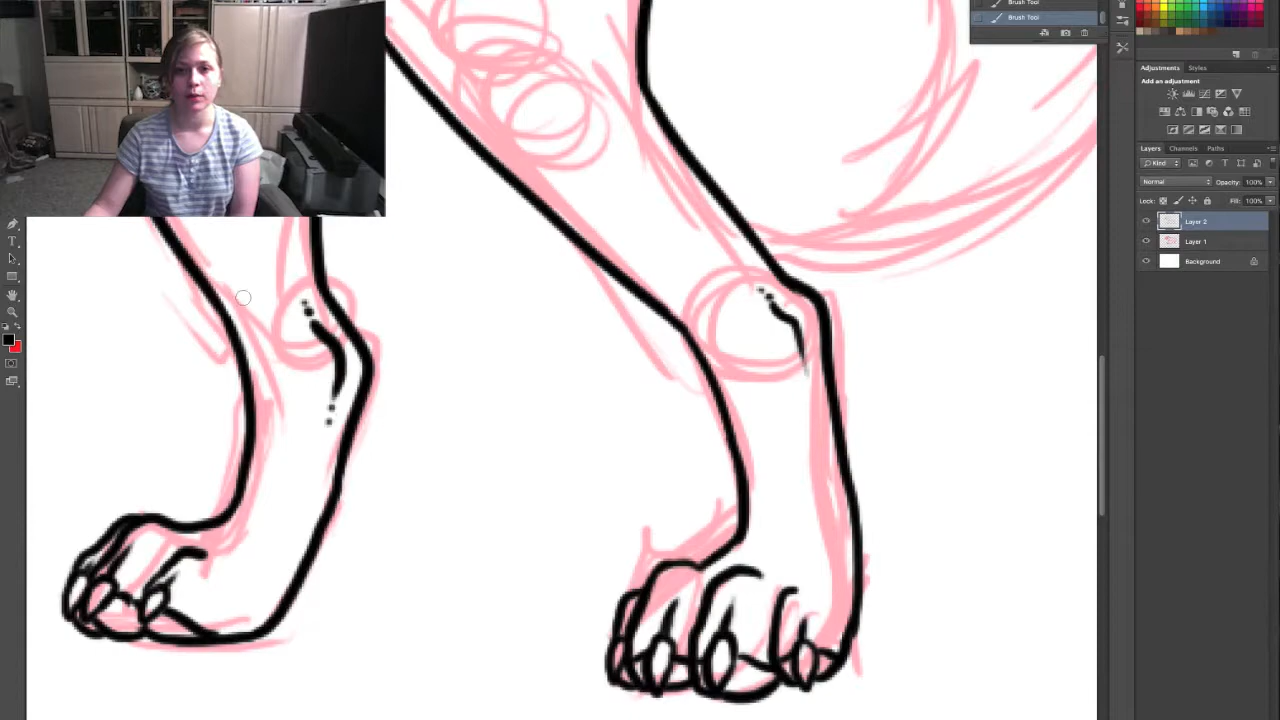 Brush Tool
Brush Tool
Adjustments Styles
Add an adjustment
Layers Channels Paths
Kind
Normal Opacity: 100%
Lock: Fill: 100%
Layer 2
Layer 1
Background
T
T